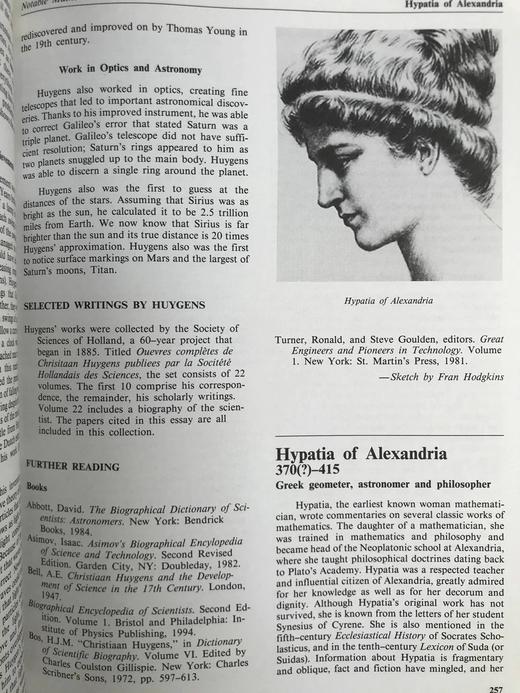 Notable
Hypatia of Alexandria
rediscovered and improved on by Thomas Young in
the 19th century.
Work in Optics and Astronomy
Huygens also worked in optics, creating fine
telescopes that led to important astronomical discov-
eries. Thanks to his improved instrument, he was able
to correct Galileo's error that stated Saturn was a
triple planet. Galileo's telescope did not have suffi-
cient resolution; Saturn's rings appeared to him as
two planets snuggled up to the main body. Huygens
was able to discern a single ring around the planet.
Huygens also was the first to guess at the
distances of the stars. Assuming that Sirius was as
bright as the sun, he calculated it to be 2.5 trillion
miles from Earth. We now know that Sirius is far
brighter than the sun and its true distance is 20 times
Huygens' approximation. Huygens also was the first
to notice surface markings on Mars and the largest of
Saturn's moons, Titan.
SELECTED WRITINGS BY HUYGENS
Huygens' works were collected by the Society of
Sciences of Holland, a 60–year project that
began in 1885. Titled Ouevres complètes de
Chrisitaan Huygens publiees par la Socitété
Hollandais des Sciences, the set consists of 22
volumes. The first 10 comprise his correspon-
dence, the remainder, his scholarly writings.
Volume 22 includes a biography of the scien-
tist. The papers cited in this essay are all
included in this collection.
FURTHER READING
Books
Abbott, David. The Biographical Dictionary of Sci-
entists: Astronomers. New York: Bendrick
Books, 1984.
Asimov, Isaac. Asimov's Biographical Encylopedia
of Science and Technology. Second Revised
Edition. Garden City, NY: Doubleday, 1982.
Bell, A.E. Christiaan Huygens and the Develop-
ment of Science in the 17th Century. London,
1947.
Biographical Encyclopedia of Scientists. Second Ed-
ition. Volume 1. Bristol and Philadelphia: In-
stitute of Physics Publishing, 1994.
Bos, H.J.M. "Christiaan Huygens," in Dictionary
of Scientific Biography. Volume VI. Edited by
Charles Coulston Gillispie. New York: Charles
Scribner's Sons, 1972, pp. 597–613.
Hypatia of Alexandria
Turner, Ronald, and Steve Goulden, editors. Great
Engineers and Pioneers in Technology. Volume
1. New York: St. Martin's Press, 1981.
—Sketch by Fran Hodgkins
Hypatia of Alexandria
370(?)–415
Greek geometer, astronomer and philosopher
Hypatia, the earliest known woman mathemati-
cian, wrote commentaries on several classic works of
mathematics. The daughter of a mathematician, she
was trained in mathematics and philosophy and
became head of the Neoplatonic school at Alexandria,
where she taught philosophical doctrines dating back
to Plato's Academy. Hypatia was a respected teacher
and influential citizen of Alexandria, greatly admired
for her knowledge as well as for her decorum and
dignity. Although Hypatia's original work has not
survived, she is known from the letters of her student
Synesius of Cyrene. She is also mentioned in the
fifth–century Ecclesiastical History of Socrates Scho-
lasticus, and in the tenth–century Lexicon of Suda (or
Suidas). Information about Hypatia is fragmentary
and oblique, fact and fiction have mingled, and her
257